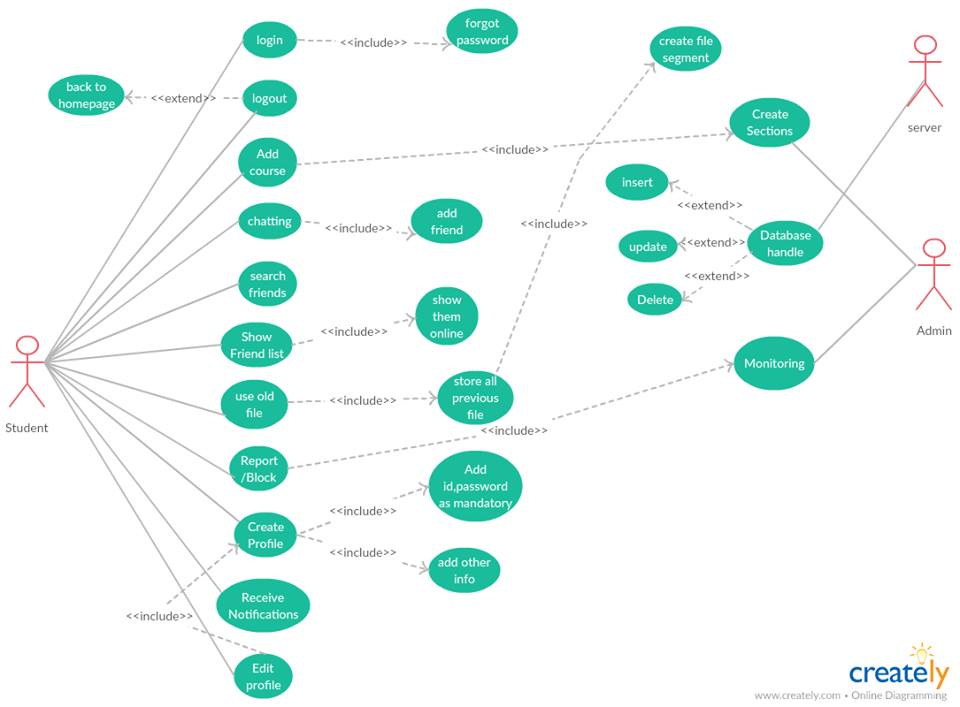 login
<<include>>
forgot
password
create file
segment
back to
homepage
<<extend>>
logout
Create
Sections
server
Add
course
<<include>>
insert
<<extend>>
chatting
<<include>>
add
friend
<<include>>
update
<<extend>>
Database
handle
<<extend>>
Delete
search
friends
Admin
Show
Friend list
<<include>>
show
them
online
Monitoring
Student
use old
file
<<include>>
store all
previous
file
<<include>>
Report
/Block
Add
id,password
as mandatory
<<include>>
Create
Profile
<<include>>
add other
info
Receive
Notifications
<<include>>
Edit
profile
creately
www.creately.com • Online Diagramming